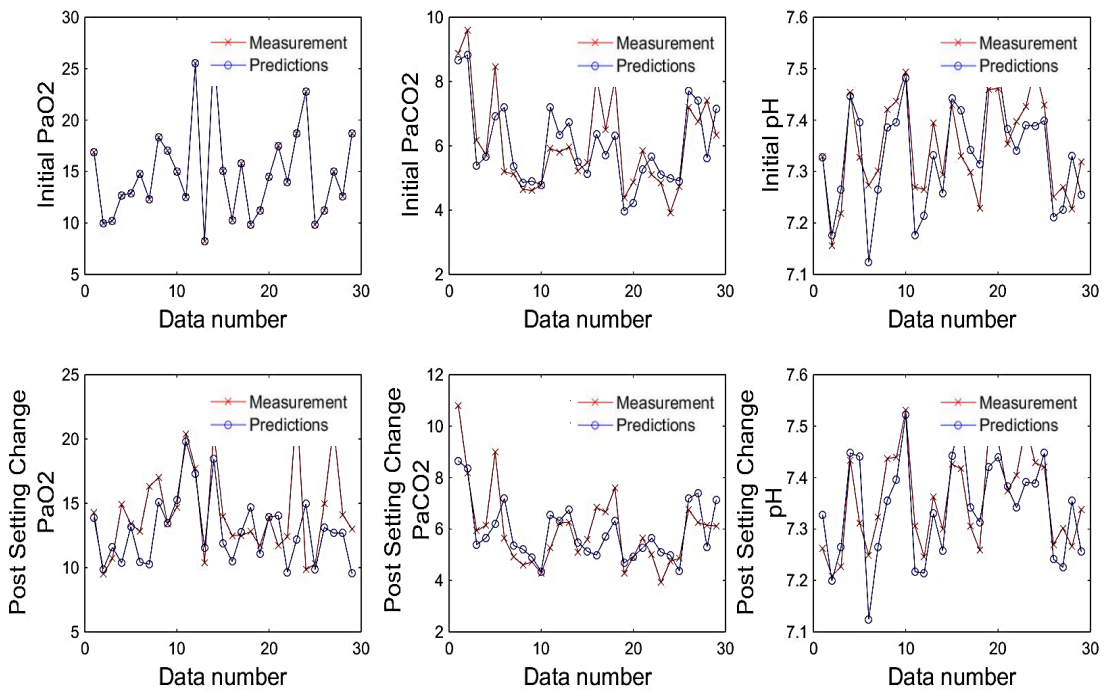 30
25
20
15
10
5
0
10
20
30
Initial PaO2
Data number
Measurement
Predictions
10
8
6
4
2
0
10
20
30
Initial PaCO2
Data number
Measurement
Predictions
7.6
7.5
7.4
7.3
7.2
7.1
0
10
20
30
Initial pH
Data number
Measurement
Predictions
25
20
15
10
5
0
10
20
30
Post Setting Change
PaO2
Data number
Measurement
Predictions
12
10
8
6
4
2
0
10
20
30
Post Setting Change
PaCO2
Data number
Measurement
Predictions
7.6
7.5
7.4
7.3
7.2
7.1
0
10
20
30
Post Setting Change
pH
Data number
Measurement
Predictions